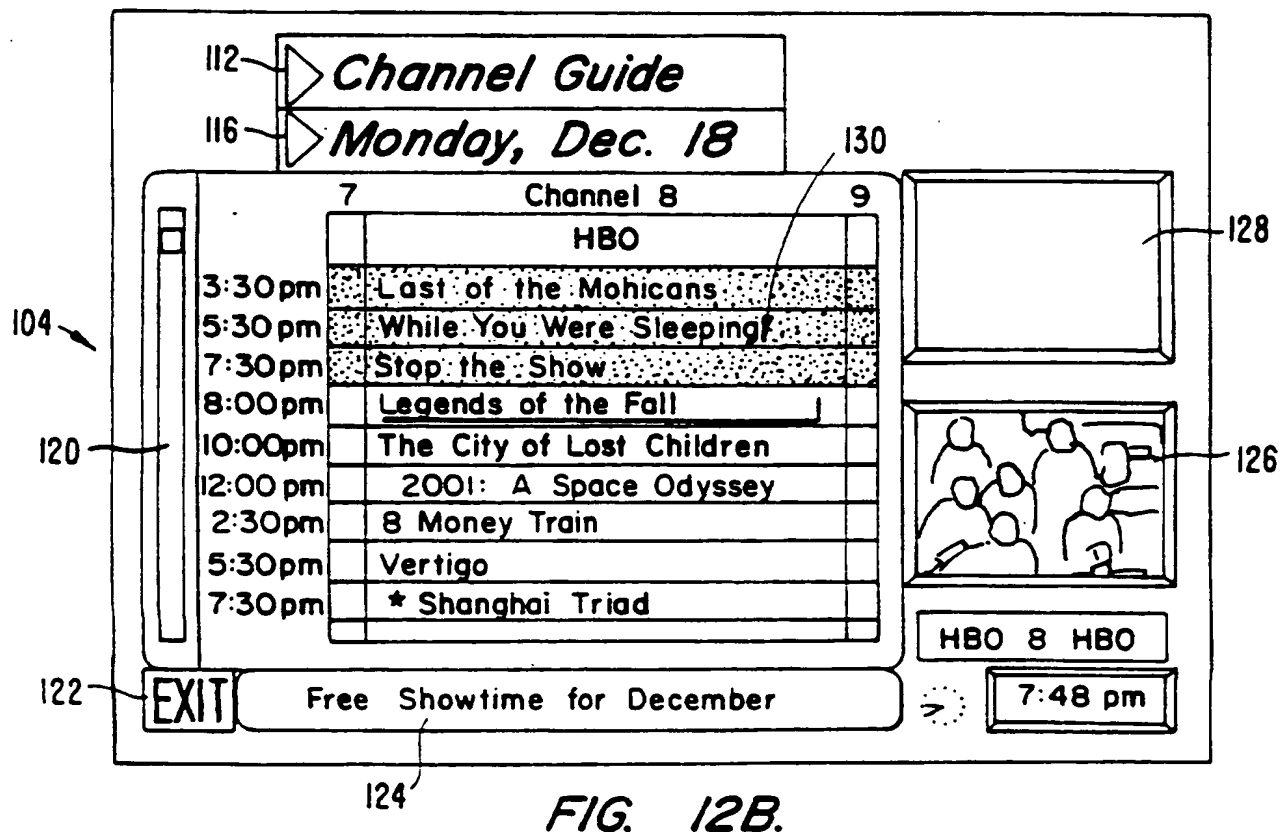 112 Channel Guide
116 Monday, Dec. 18
130
7 Channel 8 9
HBO
128
3:30pm Last of the Mohicans
104
5:30pm While You Were Sleeping
7:30pm Stop the Show
8:00pm Legends of the Fall
120
10:00pm The City of Lost Children
126
12:00 pm 2001: A Space Odyssey
2:30pm 8 Money Train
5:30pm Vertigo
7:30pm * Shanghai Triad
HBO 8 HBO
122 EXIT Free Showtime for December 7:48 pm
124
FIG. 12B.